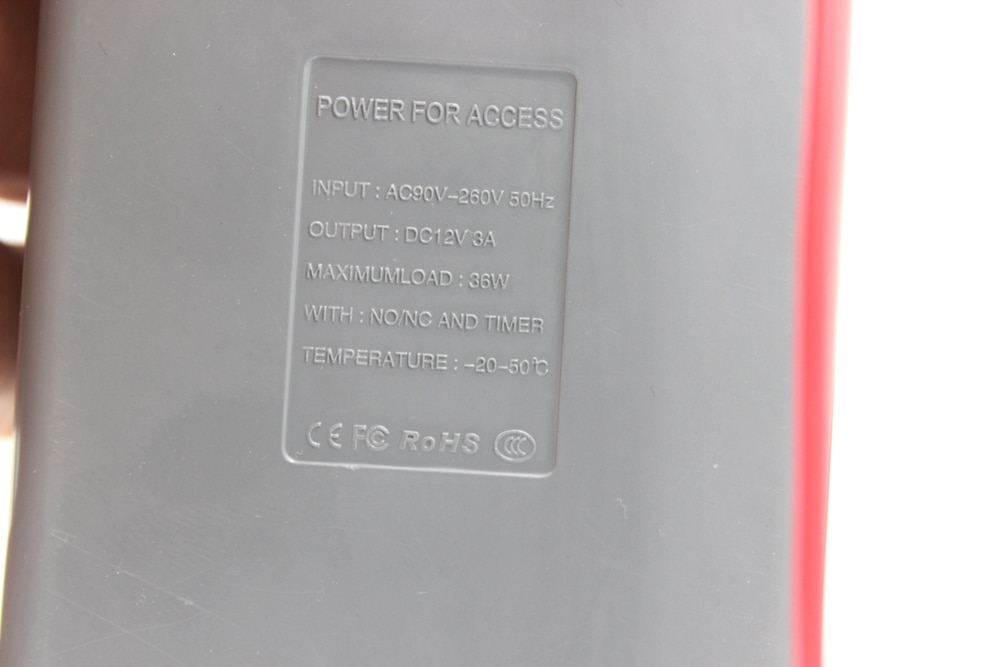 POWER FOR ACCESS
INPUT : AC90V-260V 50Hz
OUTPUT : DC12V 3A
MAXIMUMLOAD : 36W
WITH : NO/NC AND TIMER
TEMPERATURE : -20-50℃
CE FC RoHS CCC